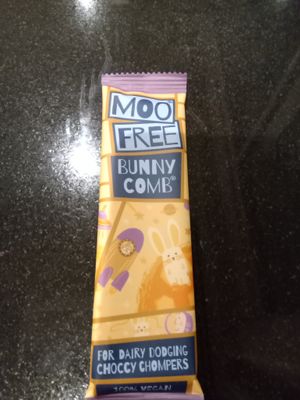 MOO
FREE
BUNNY
COMB®
FOR DAIRY DODGING
CHOCCY CHOMPERS
100% VEGAN